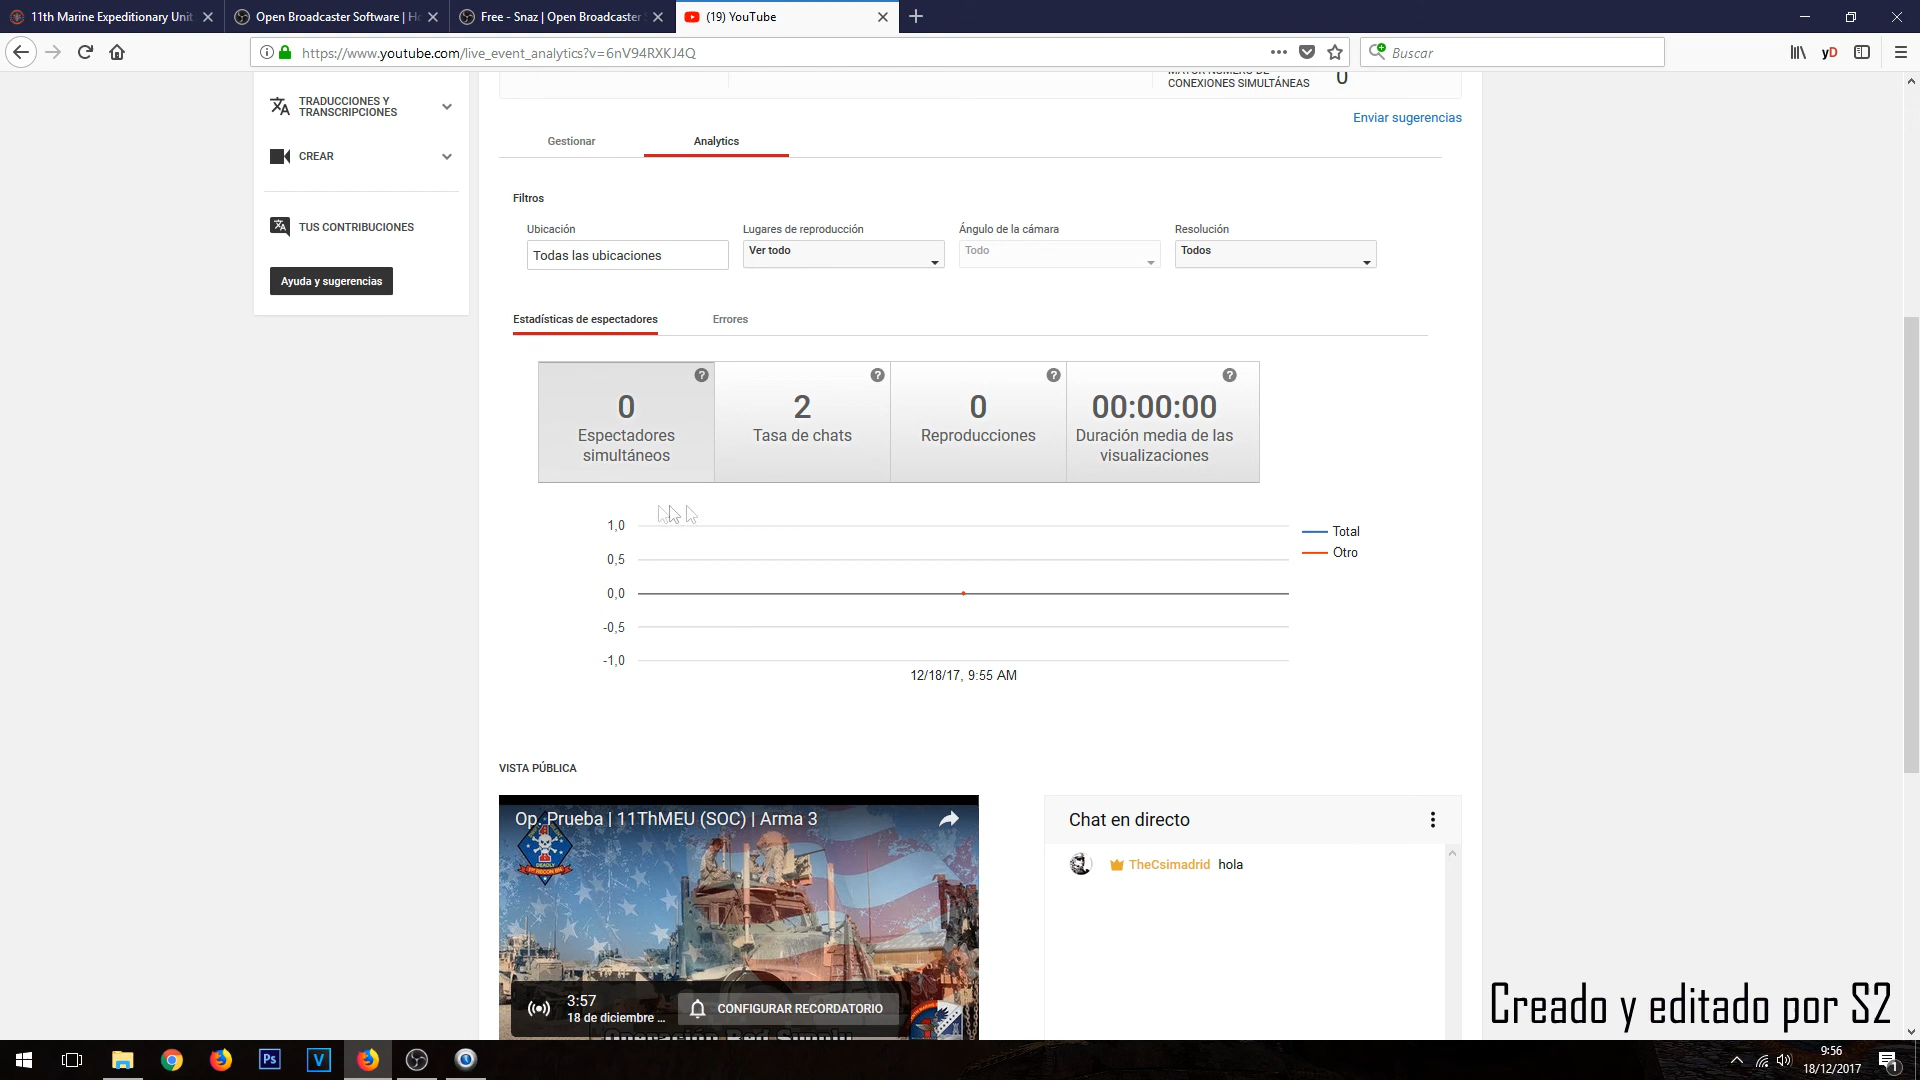 11th Marine Expeditionary Unit
Open Broadcaster Software | H
Free - Snaz | Open Broadcaster
(19) YouTube
https://www.youtube.com/live_event_analytics?v=6nV94RXKJ4Q
Buscar
yD
CONEXIONES SIMULTÁNEAS
0
TRADUCCIONES Y
TRANSCRIPCIONES
CREAR
TUS CONTRIBUCIONES
Ayuda y sugerencias
Enviar sugerencias
Gestionar
Analytics
Filtros
Ubicación
Lugares de reproducción
Ángulo de la cámara
Resolución
Todas las ubicaciones
Ver todo
Todo
Todos
Estadísticas de espectadores
Errores
0
Espectadores
simultáneos
2
Tasa de chats
0
Reproducciones
00:00:00
Duración media de las
visualizaciones
1,0
0,5
0,0
-0,5
-1,0
Total
Otro
12/18/17, 9:55 AM
VISTA PÚBLICA
Op. Prueba | 11ThMEU (SOC) | Arma 3
3:57
18 de diciembre ...
CONFIGURAR RECORDATORIO
Chat en directo
TheCsimadrid hola
Creado y editado por S2
Ps
V
9:56
18/12/2017
1